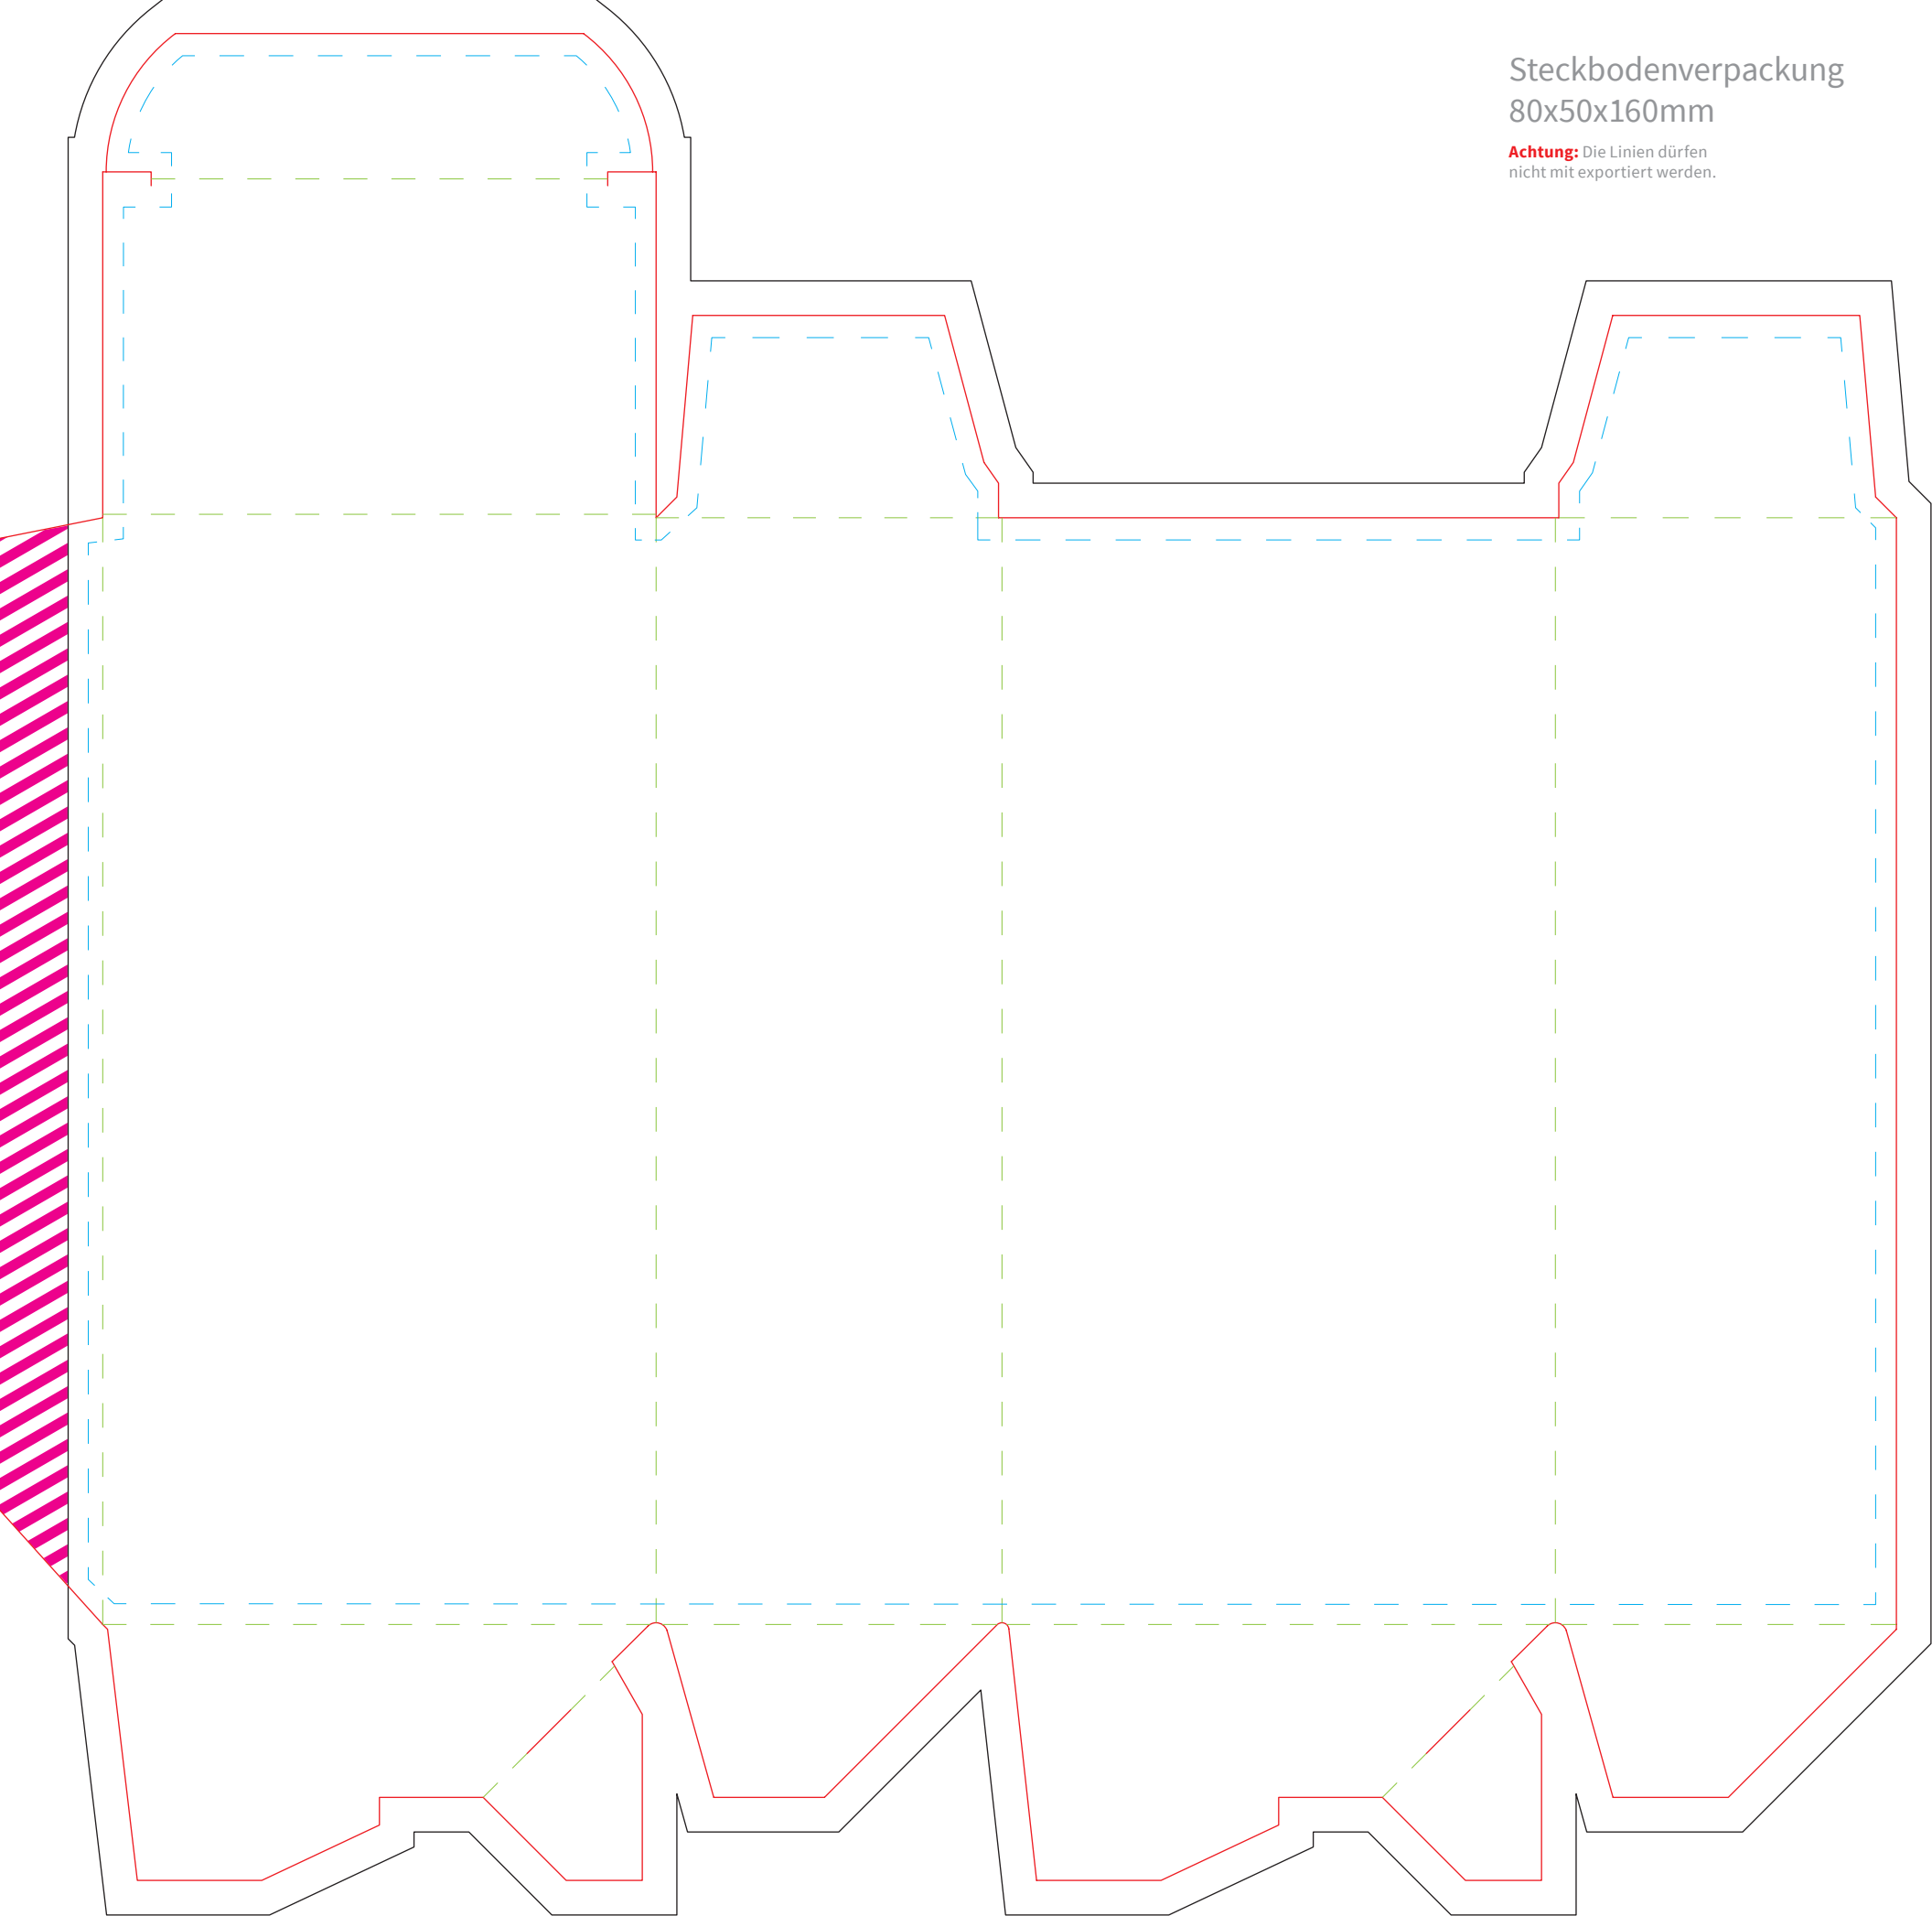 Steckbodenverpackung
80x50x160mm
Achtung: Die Linien dürfen
nicht mit exportiert werden.